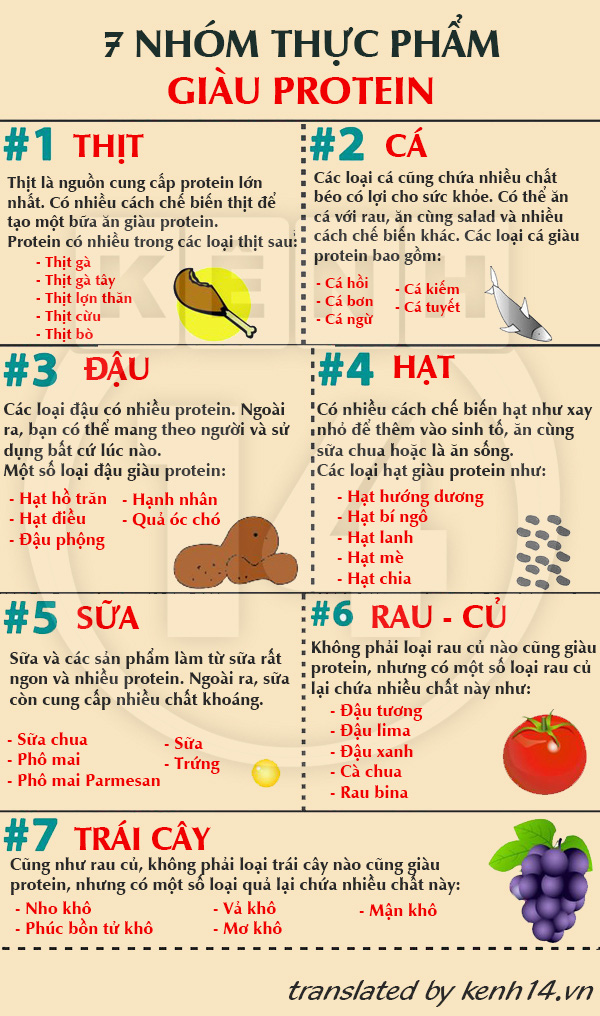 7 NHÓM THỰC PHẨM
GIÀU PROTEIN
#1 THỊT
Thịt là nguồn cung cấp protein lớn
nhất. Có nhiều cách chế biến thịt để
tạo một bữa ăn giàu protein.
Protein có nhiều trong các loại thịt sau:
- Thịt gà
- Thịt gà tây
- Thịt lợn thăn
- Thịt cừu
- Thịt bò
#2 CÁ
Các loại cá cũng chứa nhiều chất
béo có lợi cho sức khỏe. Có thể ăn
cá với rau, ăn cùng salad và nhiều
cách chế biến khác. Các loại cá giàu
protein bao gồm:
- Cá hồi
- Cá bơn
- Cá ngừ
- Cá kiếm
- Cá tuyết
#3 ĐẬU
Các loại đậu có nhiều protein. Ngoài
ra, bạn có thể mang theo người và sử
dụng bất cứ lúc nào.
Một số loại đậu giàu protein:
- Hạt hồ trăn
- Hạt điều
- Đậu phộng
- Hạnh nhân
- Quả óc chó
#4 HẠT
Có nhiều cách chế biến hạt như xay
nhỏ để thêm vào sinh tố, ăn cùng
sữa chua hoặc là ăn sống.
Các loại hạt giàu protein như:
- Hạt hướng dương
- Hạt bí ngô
- Hạt lanh
- Hạt mè
- Hạt chia
#5 SỮA
Sữa và các sản phẩm làm từ sữa rất
ngon và nhiều protein. Ngoài ra, sữa
còn cung cấp nhiều chất khoáng.
- Sữa chua
- Phô mai
- Phô mai Parmesan
- Sữa
- Trứng
#6 RAU - CỦ
Không phải loại rau củ nào cũng giàu
protein, nhưng có một số loại rau củ
lại chứa nhiều chất này như:
- Đậu tương
- Đậu lima
- Đậu xanh
- Cà chua
- Rau bina
#7 TRÁI CÂY
Cũng như rau củ, không phải loại trái cây nào cũng giàu
protein, nhưng có một số loại quả lại chứa nhiều chất này:
- Nho khô
- Phúc bồn tử khô
- Vả khô
- Mơ khô
- Mận khô
translated by kenh14.vn
KÊNH
14